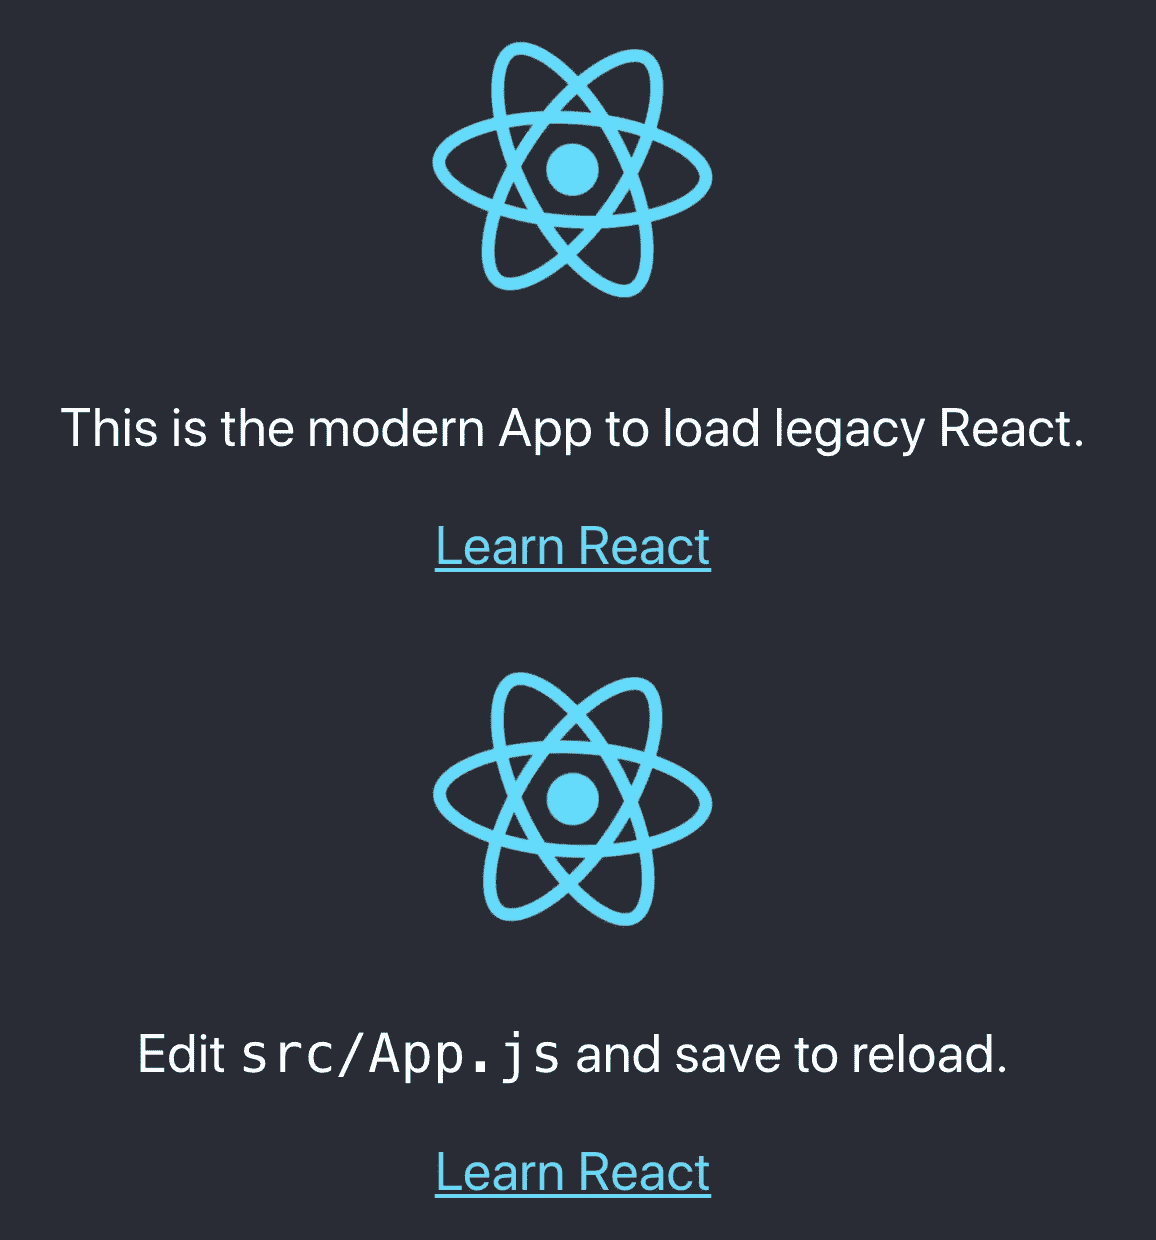 This is the modern App to load legacy React.
Learn React
Edit src/App.js and save to reload.
Learn React